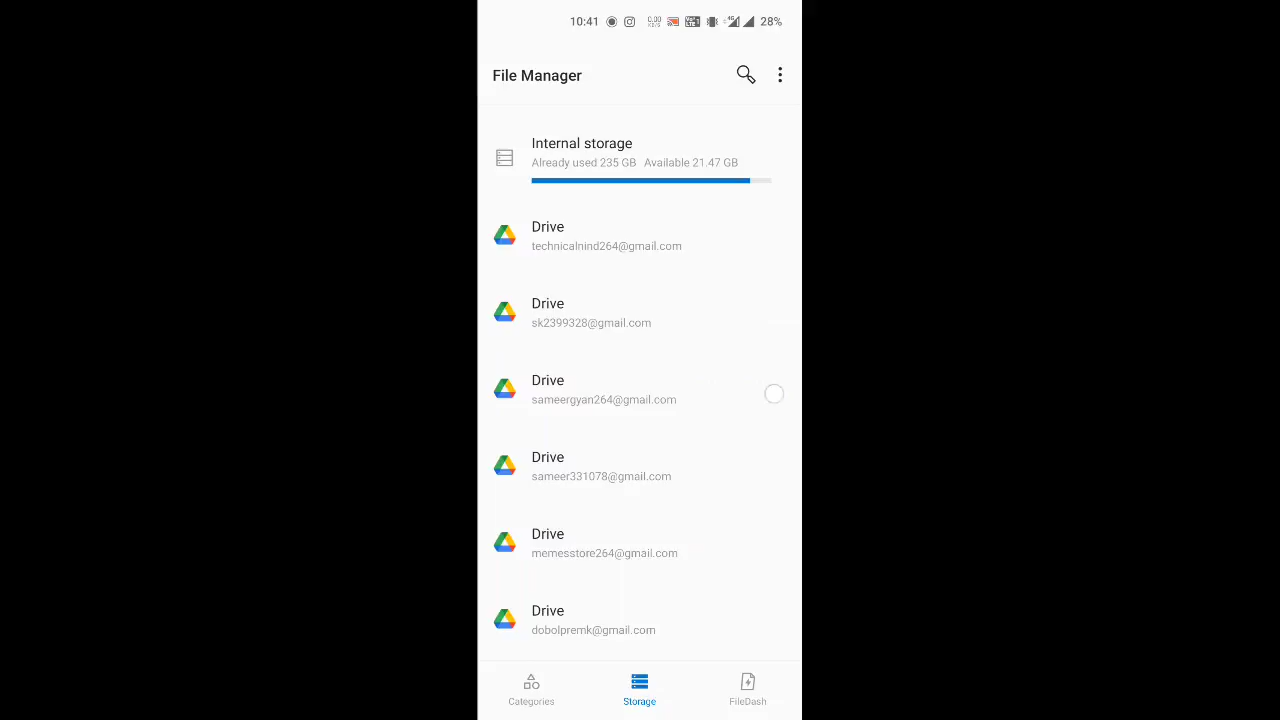 10:41 28%
File Manager
Internal storage
Already used 235 GB Available 21.47 GB
Drive
technicalnind264@gmail.com
Drive
sk2399328@gmail.com
Drive
sameergyan264@gmail.com
Drive
sameer331078@gmail.com
Drive
memesstore264@gmail.com
Drive
dobolpremk@gmail.com
Categories Storage FileDash